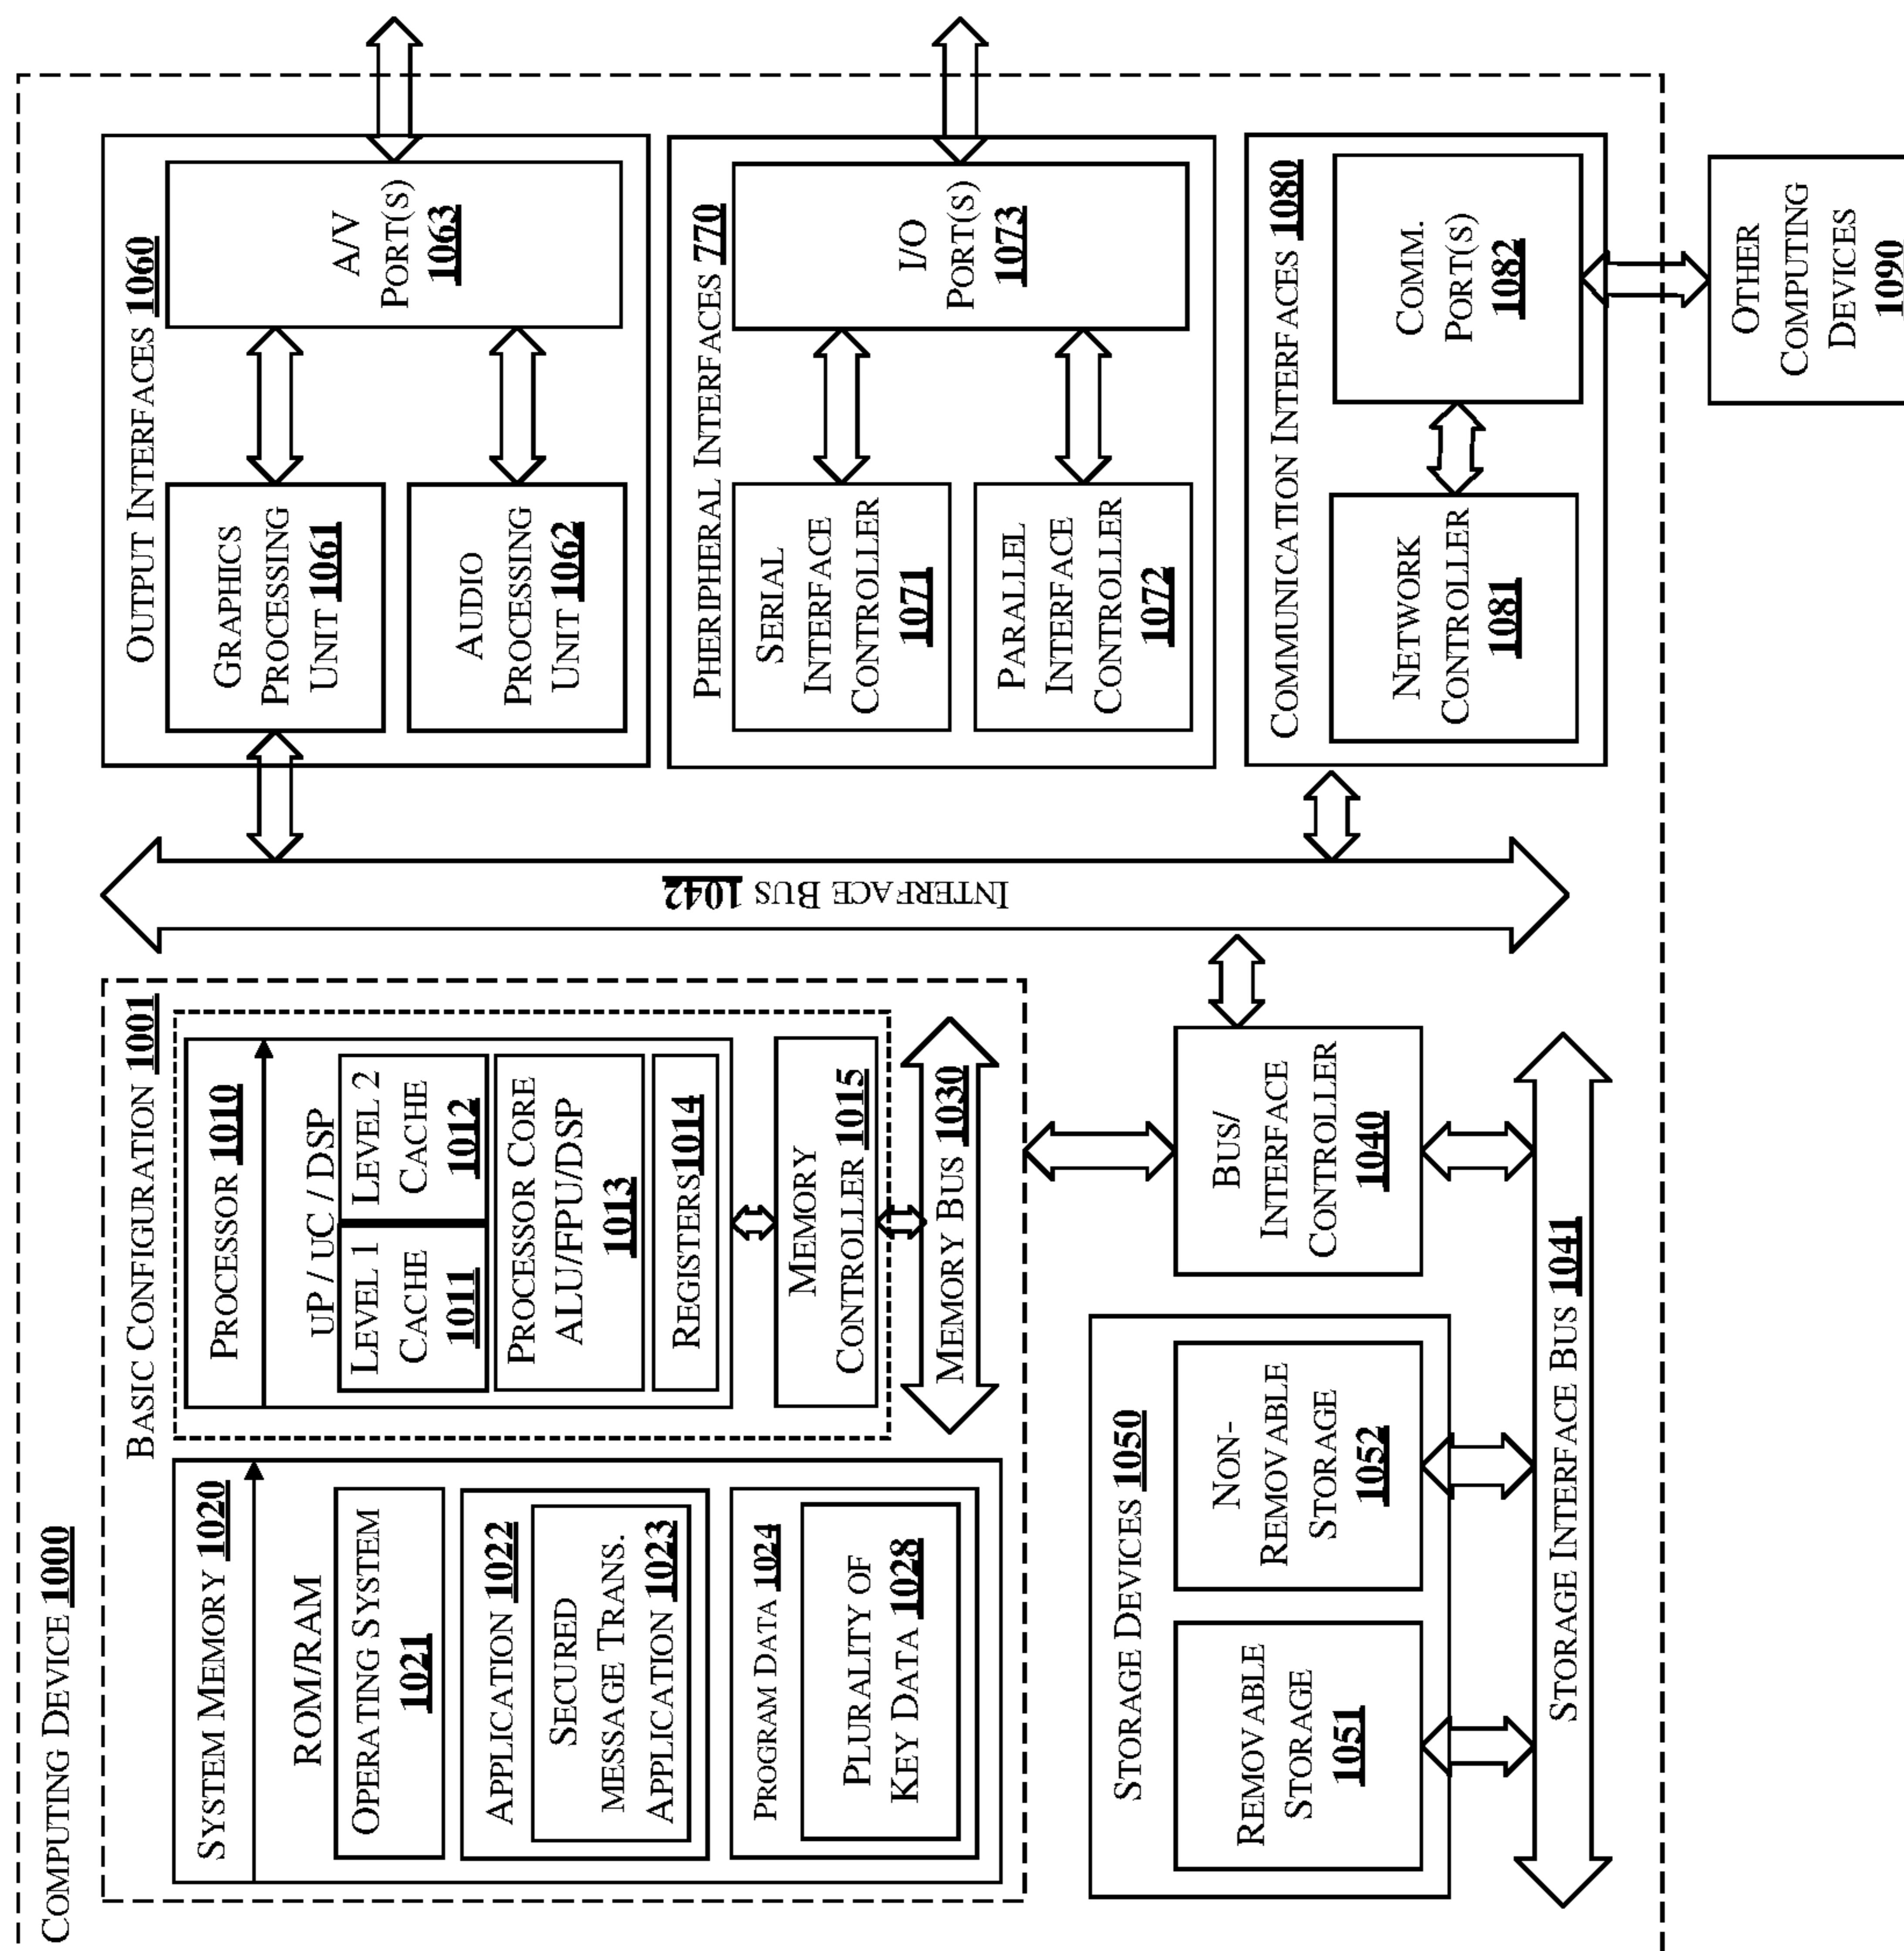 COMPUTING DEVICE 1000
BASIC CONFIGURATION 1001
SYSTEM MEMORY 1020
ROM/RAM
OPERATING SYSTEM
1021
APPLICATION 1022
SECURED
MESSAGE TRANS.
APPLICATION 1023
PROGRAM DATA 1024
PLURALITY OF
KEY DATA 1028
PROCESSOR 1010
UP / UC / DSP
LEVEL 1
CACHE
1011
LEVEL 2
CACHE
1012
PROCESSOR CORE
ALU/FPU/DSP
1013
REGISTERS1014
MEMORY
CONTROLLER 1015
MEMORY BUS 1030
STORAGE DEVICES 1050
REMOVABLE
STORAGE
1051
NON-
REMOVABLE
STORAGE
1052
BUS/
INTERFACE
CONTROLLER
1040
STORAGE INTERFACE BUS 1041
INTERFACE BUS 1042
OUTPUT INTERFACES 1060
GRAPHICS
PROCESSING
UNIT 1061
AUDIO
PROCESSING
UNIT 1062
A/V
PORT(S)
1063
PHERIPHERAL INTERFACES 770
SERIAL
INTERFACE
CONTROLLER
1071
PARALLEL
INTERFACE
CONTROLLER
1072
I/O
PORT(S)
1073
COMMUNICATION INTERFACES 1080
NETWORK
CONTROLLER
1081
COMM.
PORT(S)
1082
OTHER
COMPUTING
DEVICES
1090